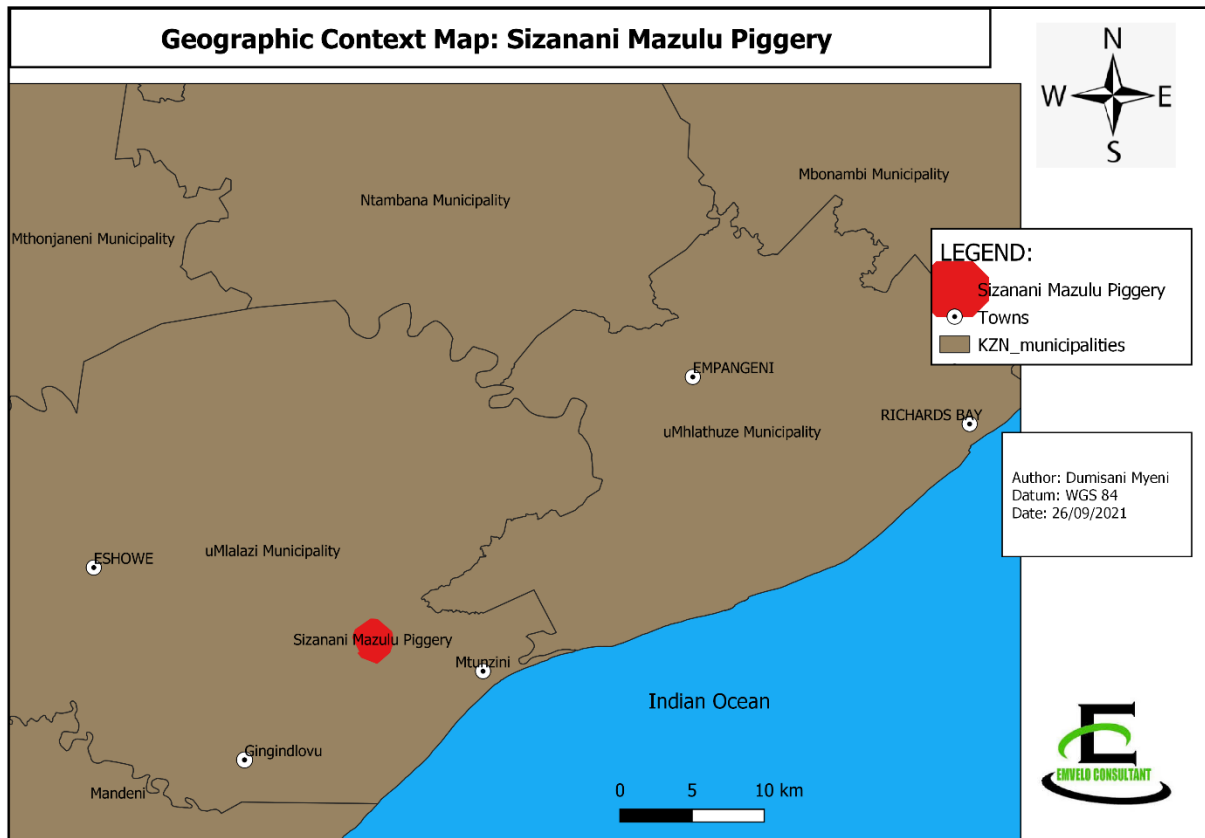 Geographic Context Map: Sizanani Mazulu Piggery
N
W E
S
Mbonambi Municipality
Ntambana Municipality
Mthonjaneni Municipality
LEGEND:
Sizanani Mazulu Piggery
Towns
KZN_municipalities
EMPANGENI
RICHARDS BAY
uMhlathuze Municipality
Author: Dumisani Myeni
Datum: WGS 84
Date: 26/09/2021
uMlalazi Municipality
ESHOWE
Sizanani Mazulu Piggery
Mtunzini
Indian Ocean
Gingindlovu
Mandeni
0 5 10 km
E
EMVELO CONSULTANT